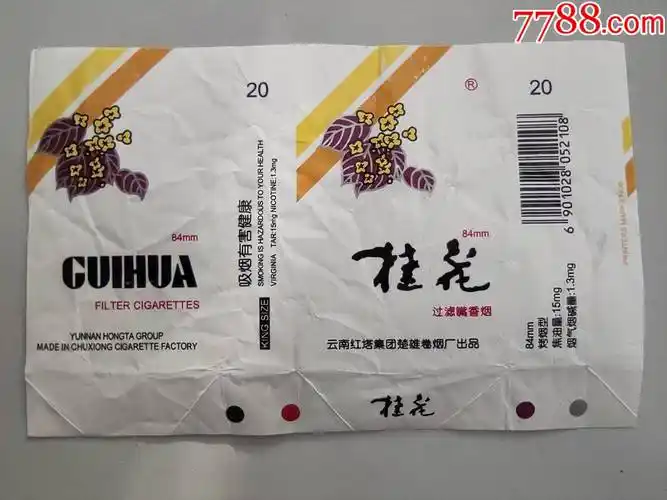 7788.com
20
84mm
GUIHUA
FILTER CIGARETTES
YUNNAN HONGTA GROUP
MADE IN CHUXIONG CIGARETTE FACTORY
吸烟有害健康
SMOKING IS HAZARDOUS TO YOUR HEALTH
VIRGINIA TAR:15mg NICOTINE:1.3mg
KING SIZE
®
84mm
桂花
过滤嘴香烟
云南红塔集团楚雄卷烟厂出品
桂花
20
6 901028 052108
84mm
烤烟型
焦油量:15mg
烟气烟碱量:1.3mg